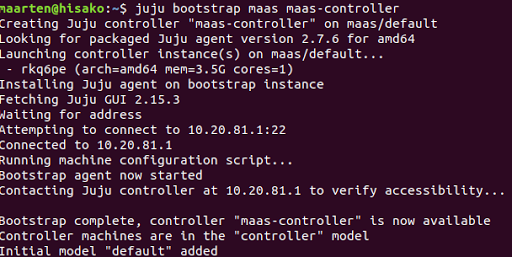 maarten@hisako:~$ juju bootstrap maas maas-controller
Creating Juju controller "maas-controller" on maas/default
Looking for packaged Juju agent version 2.7.6 for amd64
Launching controller instance(s) on maas/default...
 - rkq6pe (arch=amd64 mem=3.5G cores=1)
Installing Juju agent on bootstrap instance
Fetching Juju GUI 2.15.3
Waiting for address
Attempting to connect to 10.20.81.1:22
Connected to 10.20.81.1
Running machine configuration script...
Bootstrap agent now started
Contacting Juju controller at 10.20.81.1 to verify accessibility...

Bootstrap complete, controller "maas-controller" is now available
Controller machines are in the "controller" model
Initial model "default" added